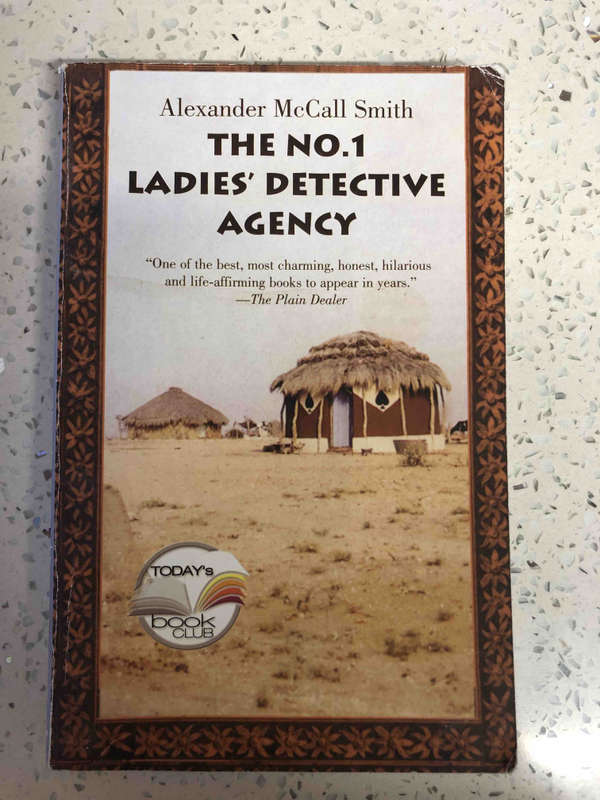 Alexander McCall Smith
THE NO.1
LADIES' DETECTIVE
AGENCY
“One of the best, most charming, honest, hilarious
and life-affirming books to appear in years.”
—The Plain Dealer
TODAY's
book
CLUB